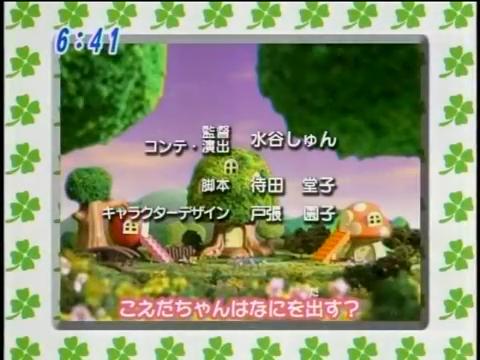 6:41
監督
コンテ・演出 水谷しゅん
脚本 待田 堂子
キャラクターデザイン 戸張 園子
だ
こえだちゃんはなにを出す?